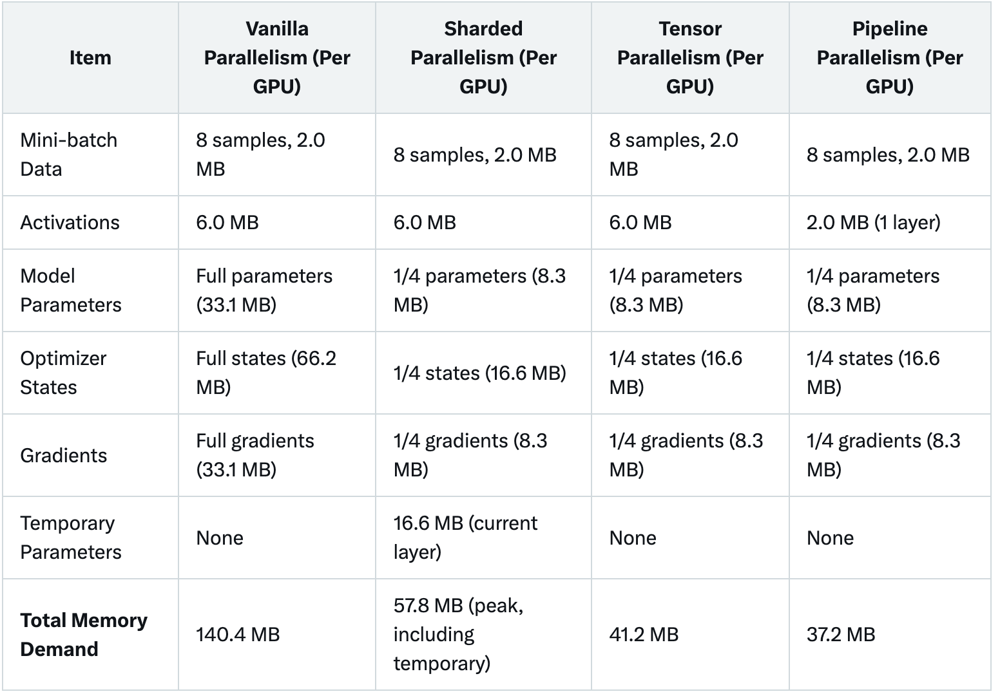 Item
Vanilla
Parallelism (Per
GPU)
Sharded
Parallelism (Per
GPU)
Tensor
Parallelism (Per
GPU)
Pipeline
Parallelism (Per
GPU)
Mini-batch
Data
8 samples, 2.0
MB
8 samples, 2.0 MB
8 samples, 2.0
MB
8 samples, 2.0 MB
Activations
6.0 MB
6.0 MB
6.0 MB
2.0 MB (1 layer)
Model
Parameters
Full parameters
(33.1 MB)
1/4 parameters (8.3
MB)
1/4 parameters
(8.3 MB)
1/4 parameters
(8.3 MB)
Optimizer
States
Full states (66.2
MB)
1/4 states (16.6 MB)
1/4 states (16.6
MB)
1/4 states (16.6
MB)
Gradients
Full gradients
(33.1 MB)
1/4 gradients (8.3
MB)
1/4 gradients (8.3
MB)
1/4 gradients (8.3
MB)
Temporary
Parameters
None
16.6 MB (current
layer)
None
None
Total Memory
Demand
140.4 MB
57.8 MB (peak,
including
temporary)
41.2 MB
37.2 MB